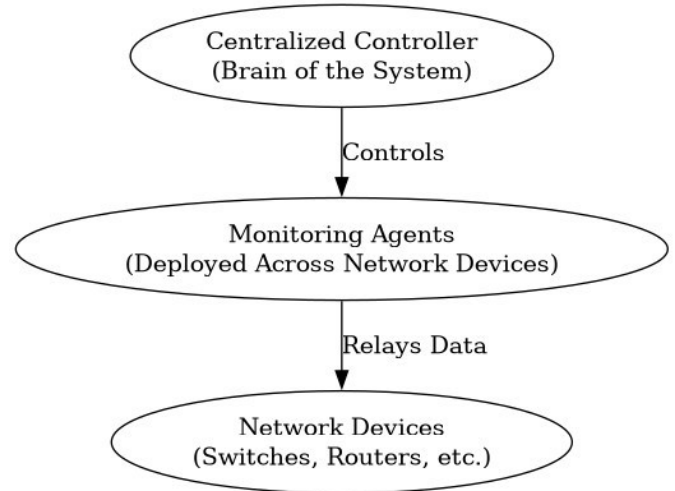 Centralized Controller
(Brain of the System)
Controls
Monitoring Agents
(Deployed Across Network Devices)
Relays Data
Network Devices
(Switches, Routers, etc.)